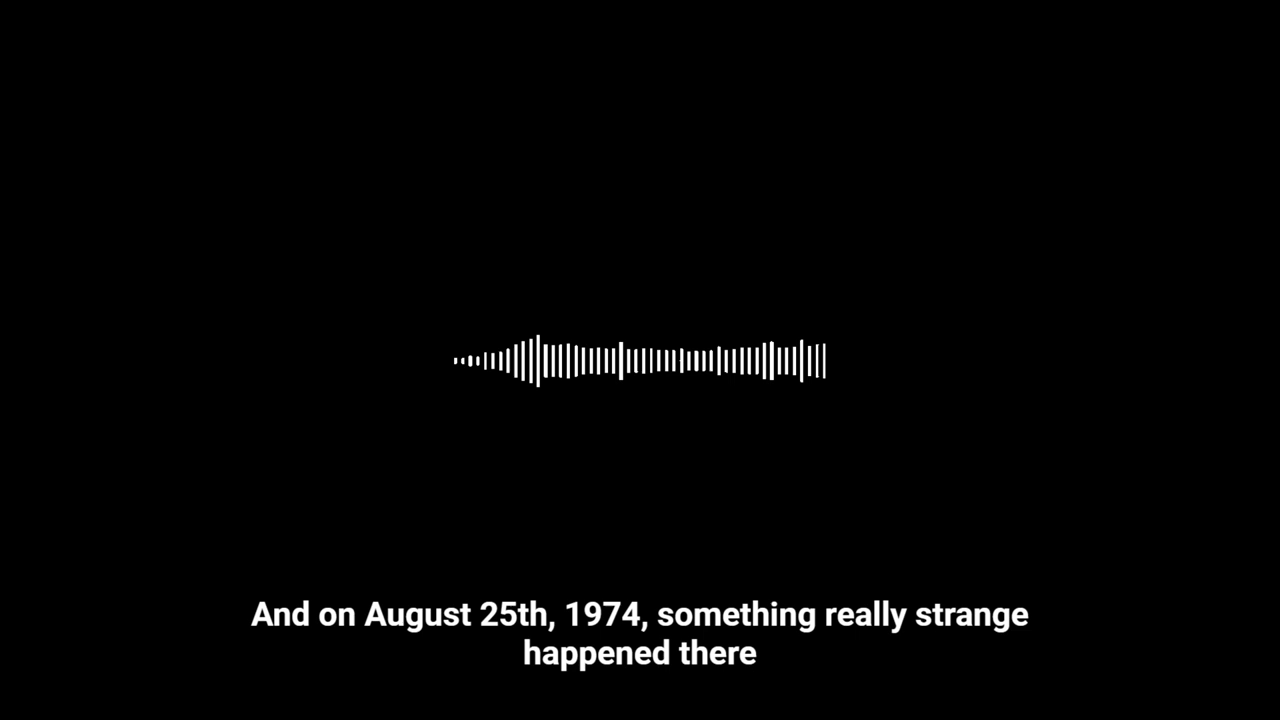 And on August 25th, 1974, something really strange
happened there